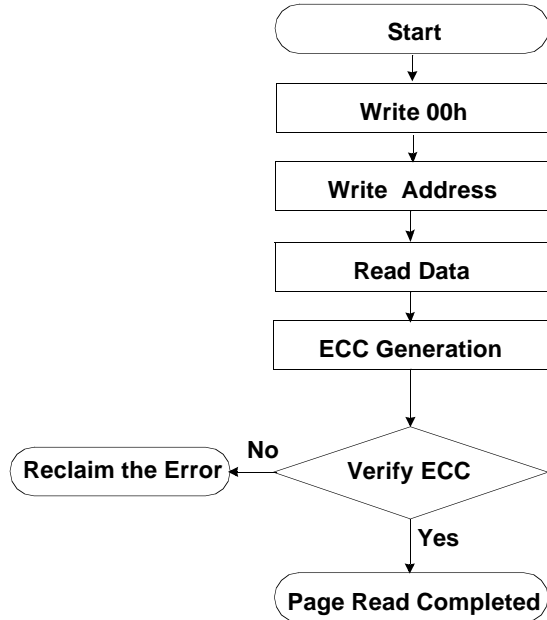 Start
Write 00h
Write Address
Read Data
ECC Generation
No
Reclaim the Error
Verify ECC
Yes
Page Read Completed